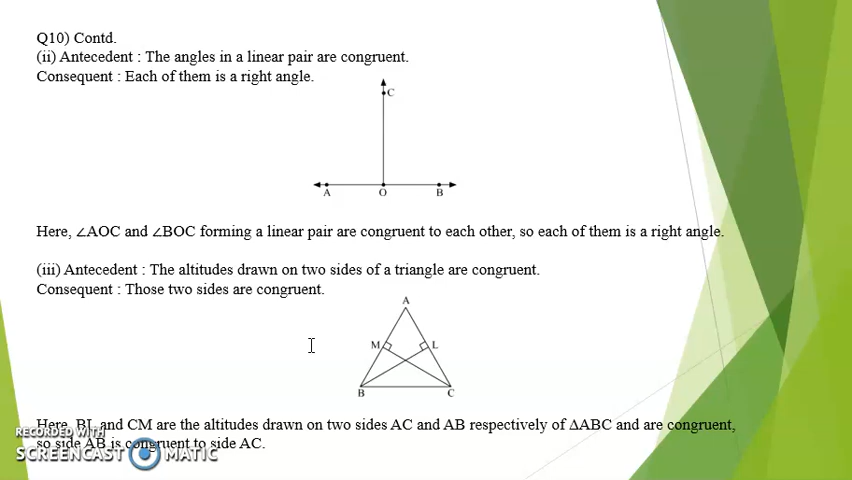 Q10) Contd.
(ii) Antecedent : The angles in a linear pair are congruent.
Consequent : Each of them is a right angle.
C
A O B
Here, ∠AOC and ∠BOC forming a linear pair are congruent to each other, so each of them is a right angle.
(iii) Antecedent : The altitudes drawn on two sides of a triangle are congruent.
Consequent : Those two sides are congruent.
A
M L
B C
Here, BL and CM are the altitudes drawn on two sides AC and AB respectively of ΔABC and are congruent,
so side AB is congruent to side AC.
RECORDED WITH
SCREENCAST MATIC